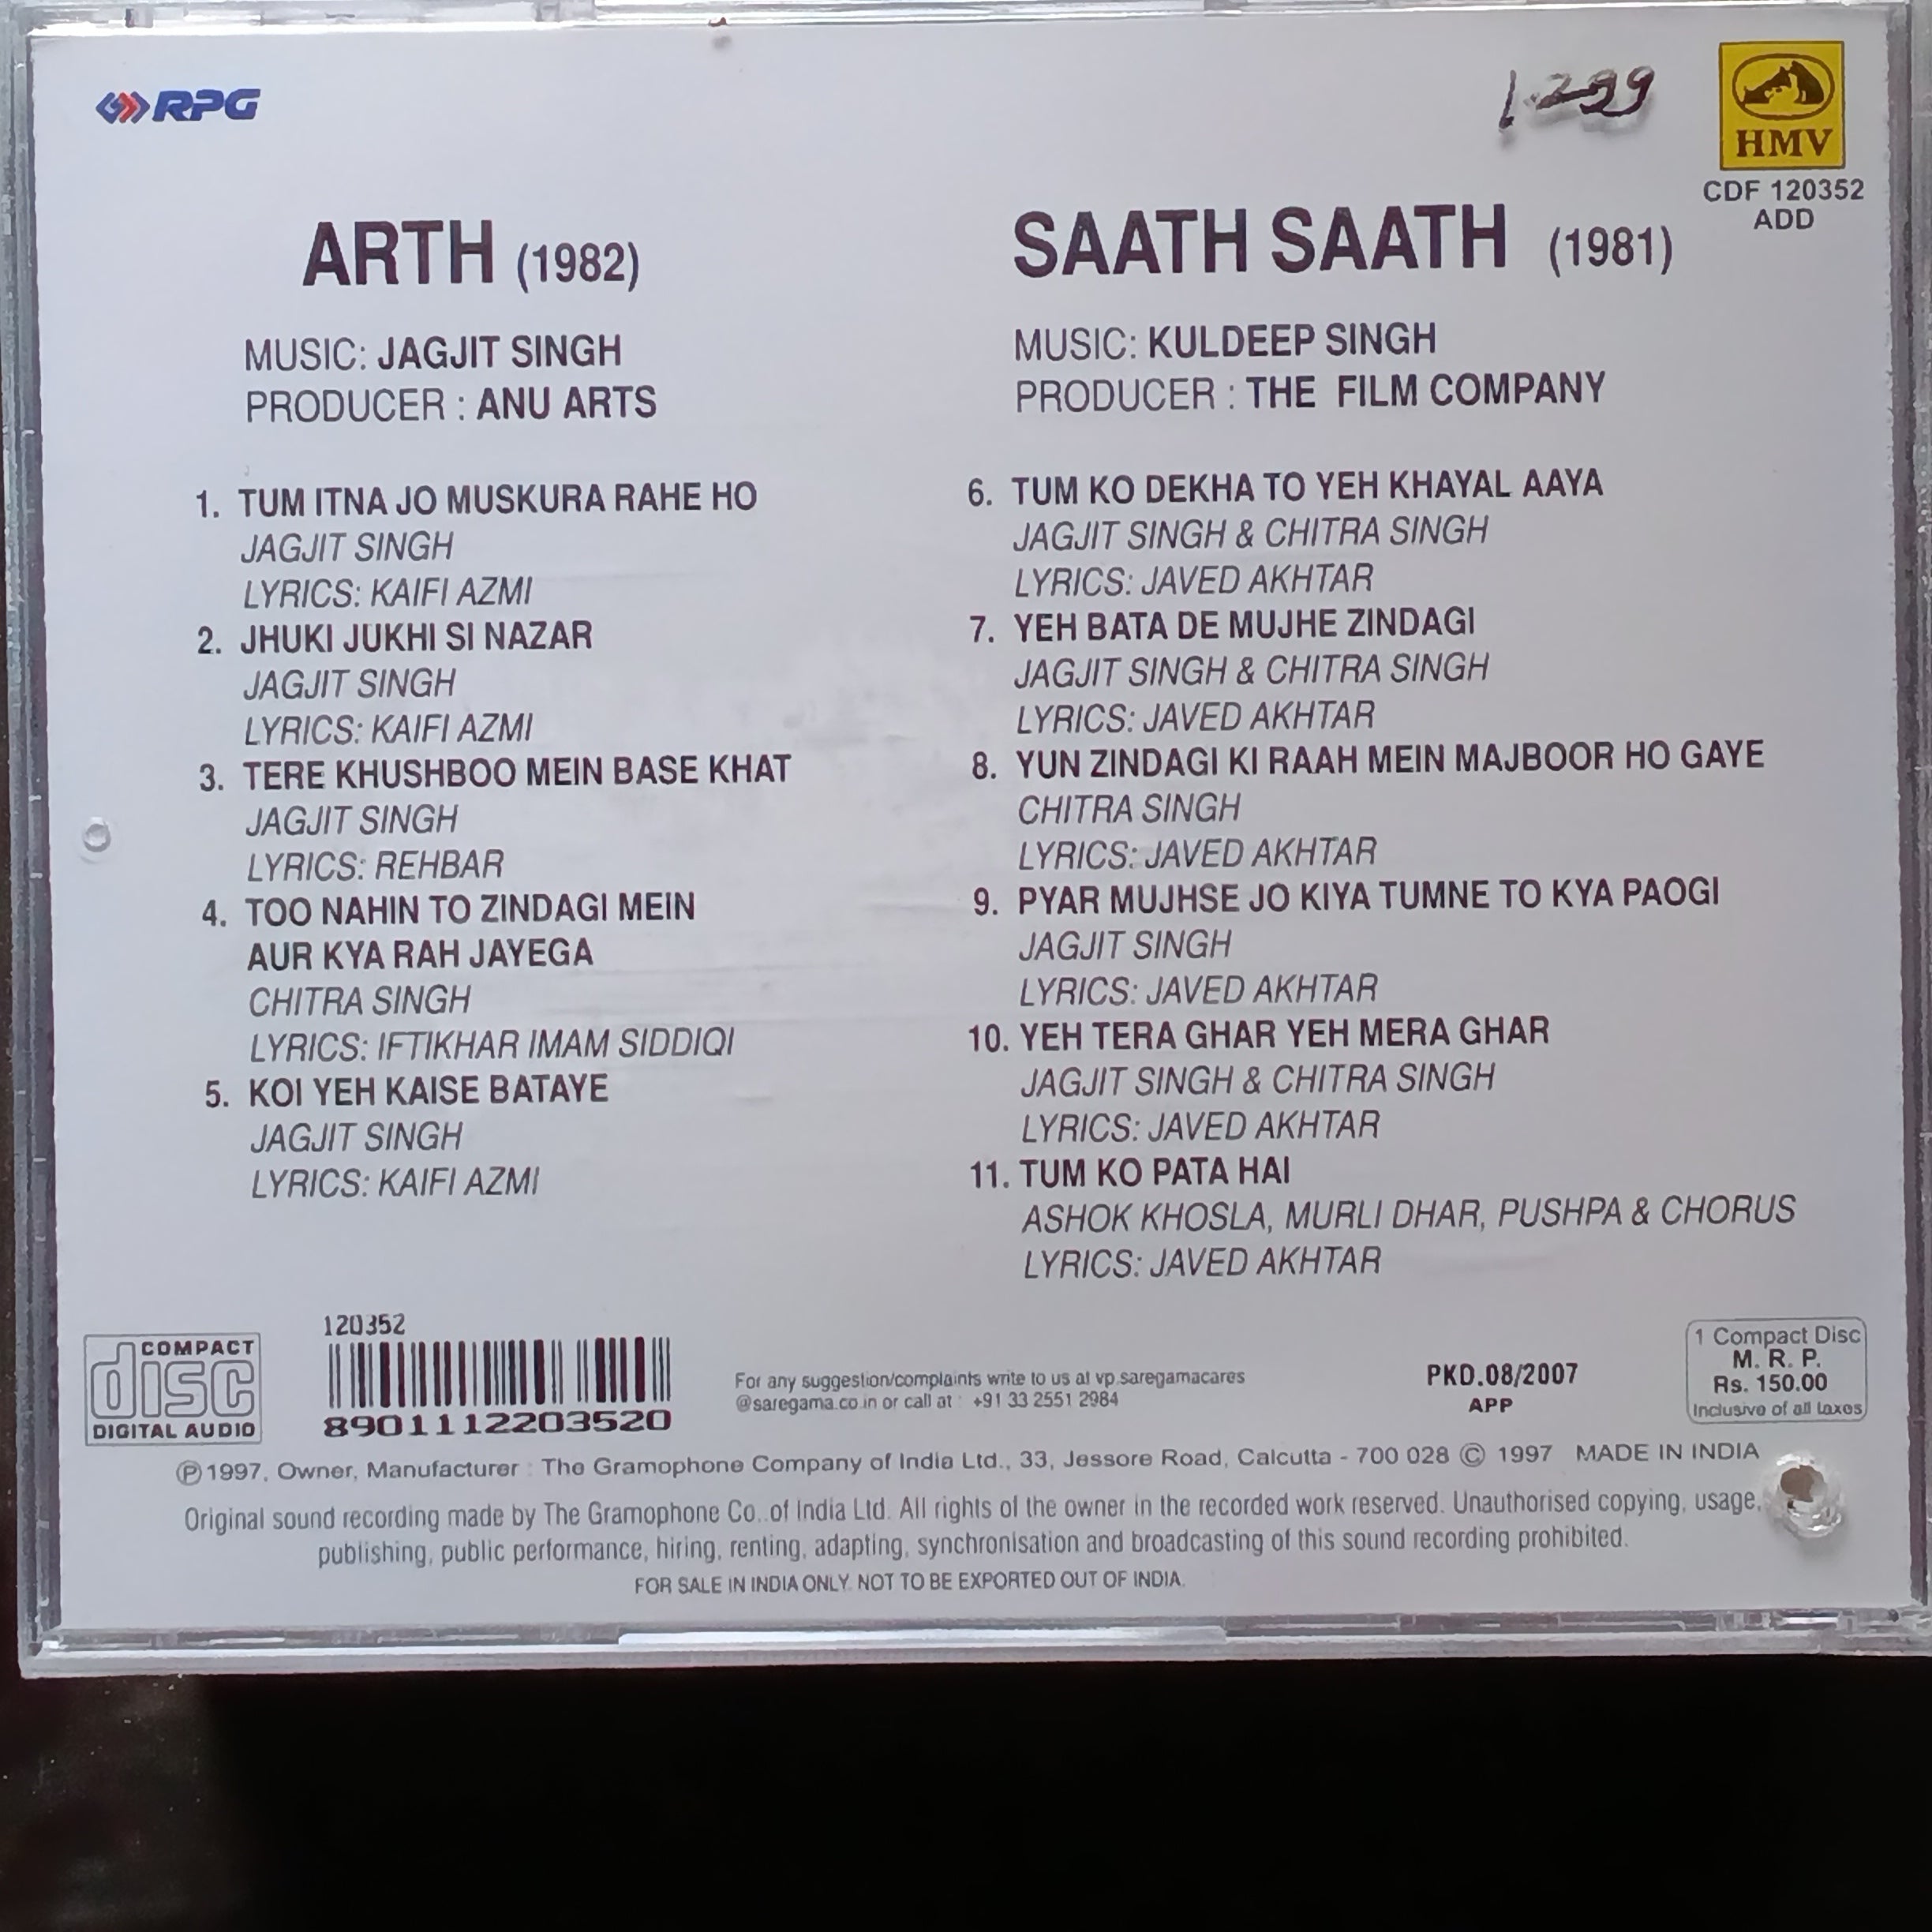 RPG
1-299
HMV
CDF 120352
ADD
ARTH (1982)
MUSIC: JAGJIT SINGH
PRODUCER : ANU ARTS
1. TUM ITNA JO MUSKURA RAHE HO
JAGJIT SINGH
LYRICS: KAIFI AZMI
2. JHUKI JUKHI SI NAZAR
JAGJIT SINGH
LYRICS: KAIFI AZMI
3. TERE KHUSHBOO MEIN BASE KHAT
JAGJIT SINGH
LYRICS: REHBAR
4. TOO NAHIN TO ZINDAGI MEIN
AUR KYA RAH JAYEGA
CHITRA SINGH
LYRICS: IFTIKHAR IMAM SIDDIQI
5. KOI YEH KAISE BATAYE
JAGJIT SINGH
LYRICS: KAIFI AZMI
SAATH SAATH (1981)
MUSIC: KULDEEP SINGH
PRODUCER : THE FILM COMPANY
6. TUM KO DEKHA TO YEH KHAYAL AAYA
JAGJIT SINGH & CHITRA SINGH
LYRICS: JAVED AKHTAR
7. YEH BATA DE MUJHE ZINDAGI
JAGJIT SINGH & CHITRA SINGH
LYRICS: JAVED AKHTAR
8. YUN ZINDAGI KI RAAH MEIN MAJBOOR HO GAYE
CHITRA SINGH
LYRICS: JAVED AKHTAR
9. PYAR MUJHSE JO KIYA TUMNE TO KYA PAOGI
JAGJIT SINGH
LYRICS: JAVED AKHTAR
10. YEH TERA GHAR YEH MERA GHAR
JAGJIT SINGH & CHITRA SINGH
LYRICS: JAVED AKHTAR
11. TUM KO PATA HAI
ASHOK KHOSLA, MURLI DHAR, PUSHPA & CHORUS
LYRICS: JAVED AKHTAR
COMPACT
disc
DIGITAL AUDIO
120352
8901112203520
For any suggestion/complaints write to us at vp.saregamacares
@saregama.co.in or call at : +91 33 2551 2984
PKD.08/2007
APP
1 Compact Disc
M. R. P.
Rs. 150.00
Inclusive of all taxes
℗ 1997, Owner, Manufacturer : The Gramophone Company of India Ltd., 33, Jessore Road, Calcutta - 700 028 © 1997 MADE IN INDIA
Original sound recording made by The Gramophone Co. of India Ltd. All rights of the owner in the recorded work reserved. Unauthorised copying, usage,
publishing, public performance, hiring, renting, adapting, synchronisation and broadcasting of this sound recording prohibited.
FOR SALE IN INDIA ONLY. NOT TO BE EXPORTED OUT OF INDIA.